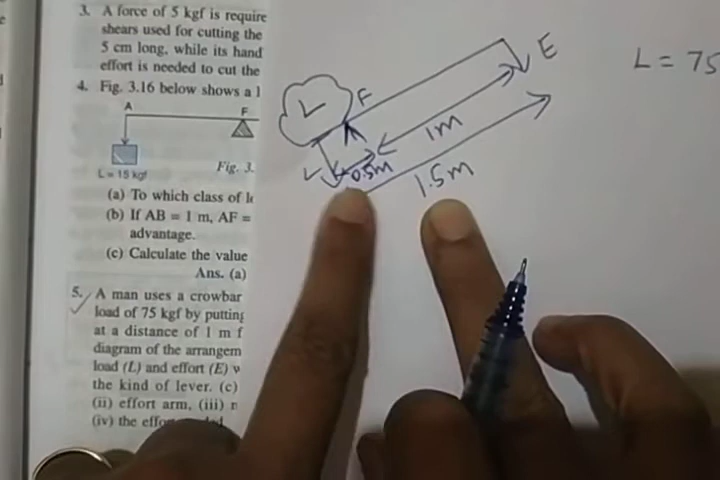 3. A force of 5 kgf is require
shears used for cutting the
5 cm long, while its hand
effort is needed to cut the
4. Fig. 3.16 below shows a l
A
F
L = 15 kgf
Fig. 3.
(a) To which class of
(b) If AB = 1 m, AF =
advantage.
(c) Calculate the value
Ans. (a)
5. A man uses a crowbar
load of 75 kgf by putting
at a distance of 1 m f
diagram of the arrangem
load (L) and effort (E)
the kind of lever. (c)
(ii) effort arm, (iii)
(iv) the effo
L = 75
E
L
F
1m
L
0.5m
1.5m